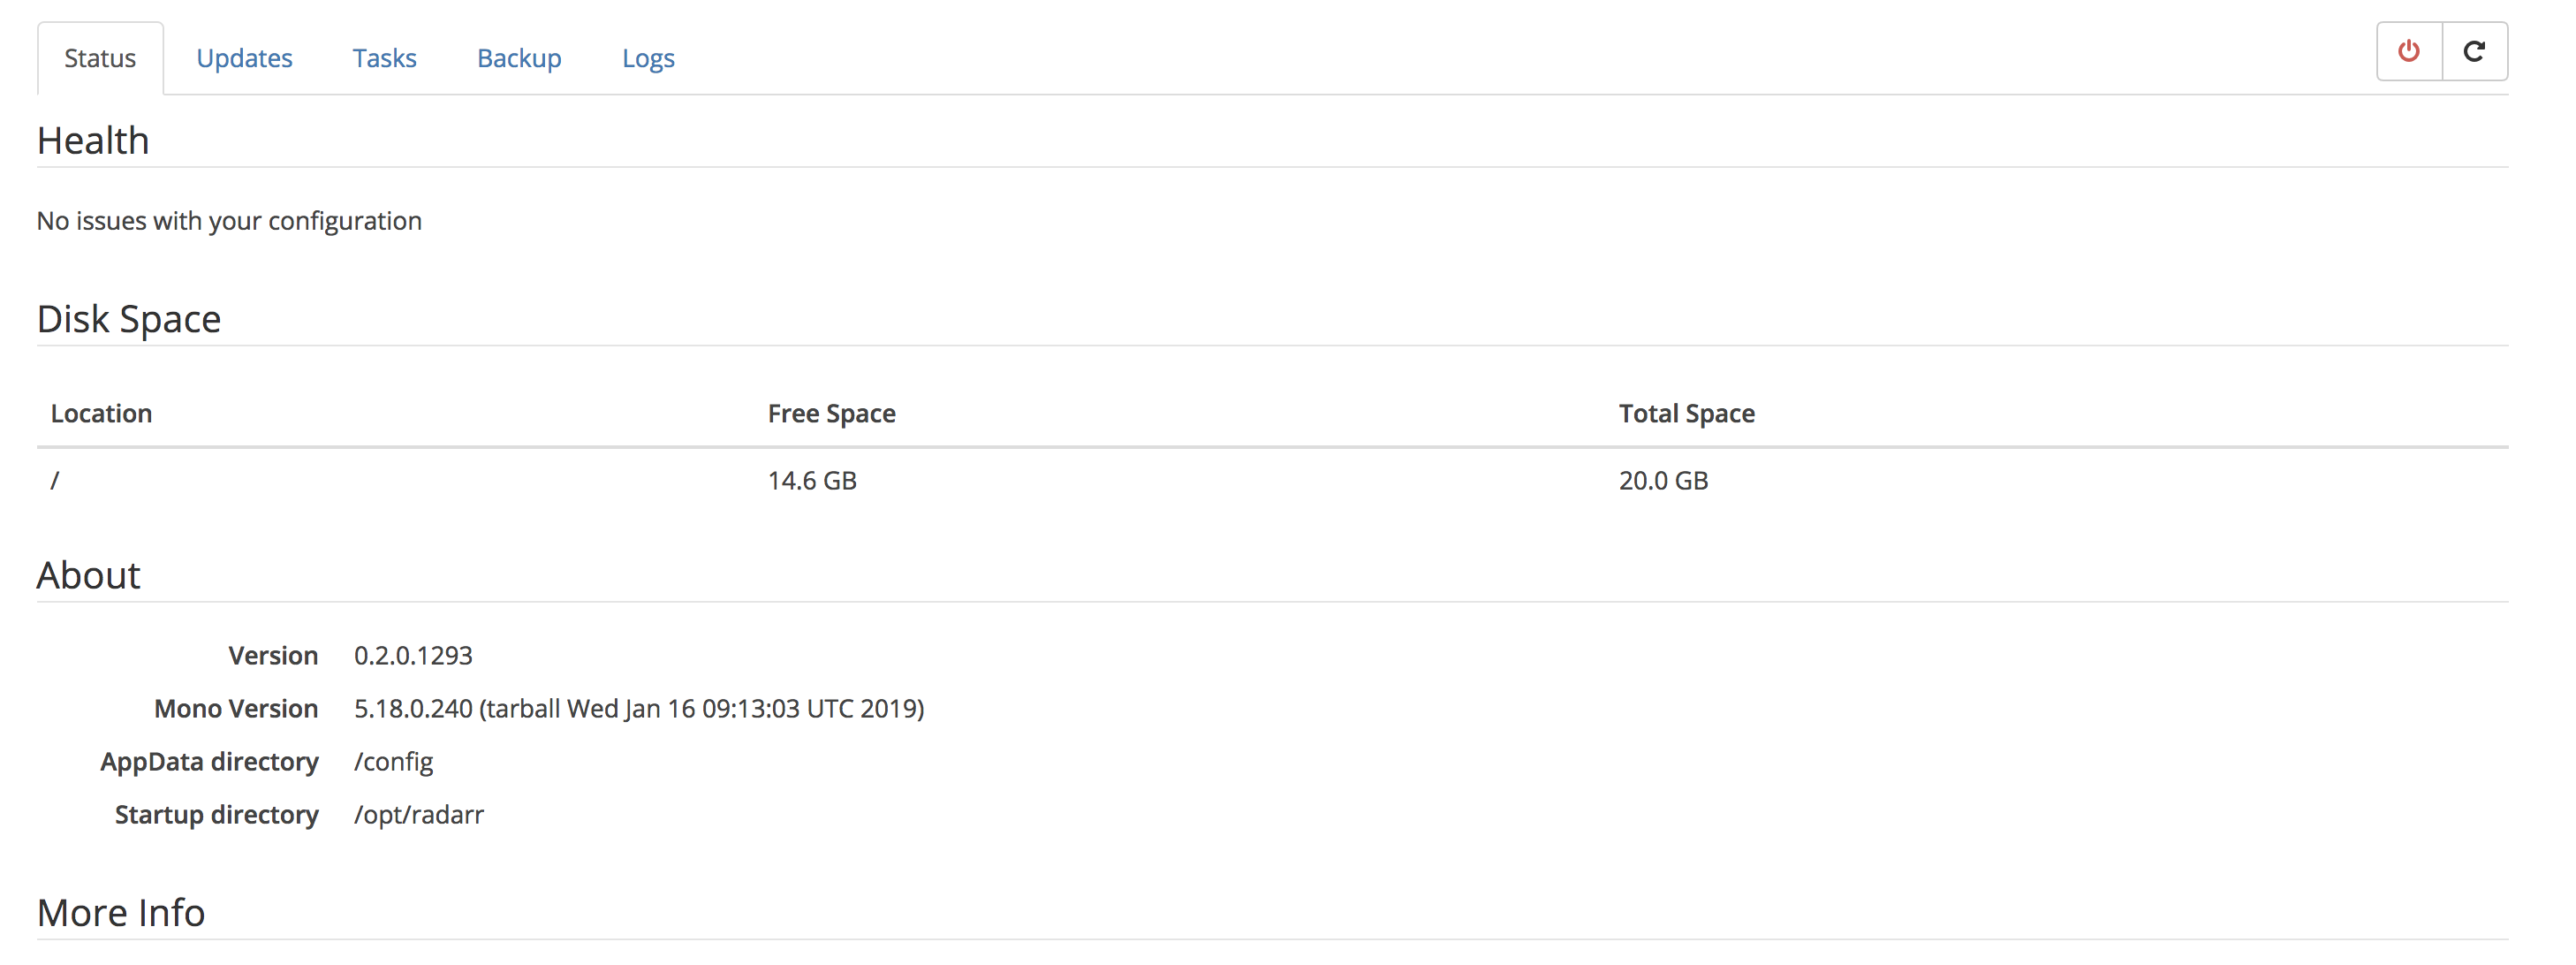 Status Updates Tasks Backup Logs
Health
No issues with your configuration
Disk Space
Location Free Space Total Space
/ 14.6 GB 20.0 GB
About
Version 0.2.0.1293
Mono Version 5.18.0.240 (tarball Wed Jan 16 09:13:03 UTC 2019)
AppData directory /config
Startup directory /opt/radarr
More Info